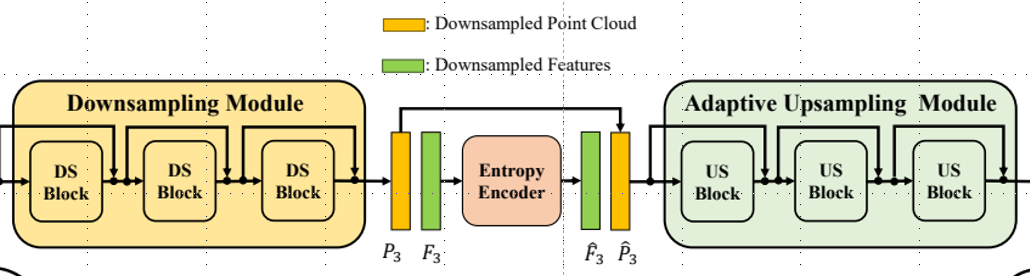 : Downsampled Point Cloud
: Downsampled Features
Downsampling Module
DS Block
DS Block
DS Block
P₃ F₃
Entropy Encoder
F̂₃ P̂₃
Adaptive Upsampling Module
US Block
US Block
US Block